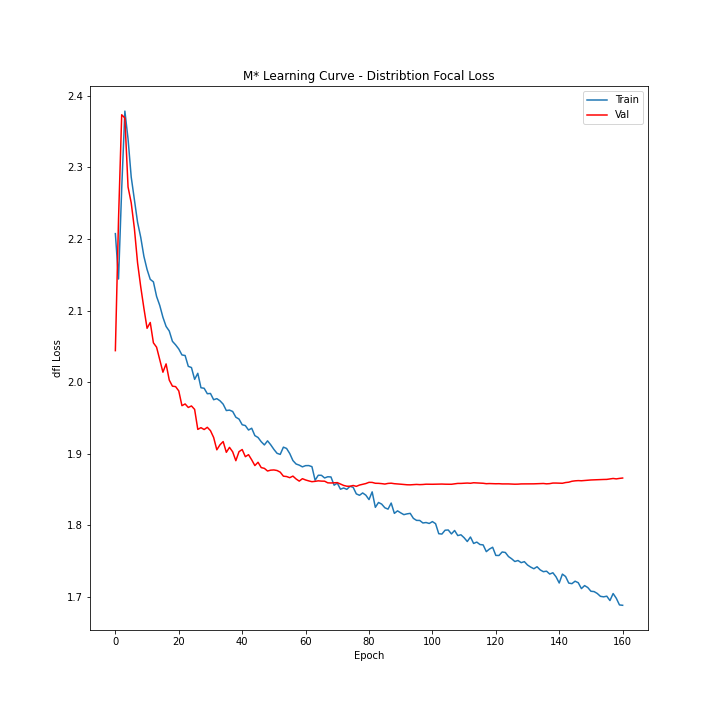 M* Learning Curve - Distribtion Focal Loss
Train
Val
2.4
2.3
2.2
2.1
2.0
1.9
1.8
1.7
dfl Loss
0 20 40 60 80 100 120 140 160
Epoch